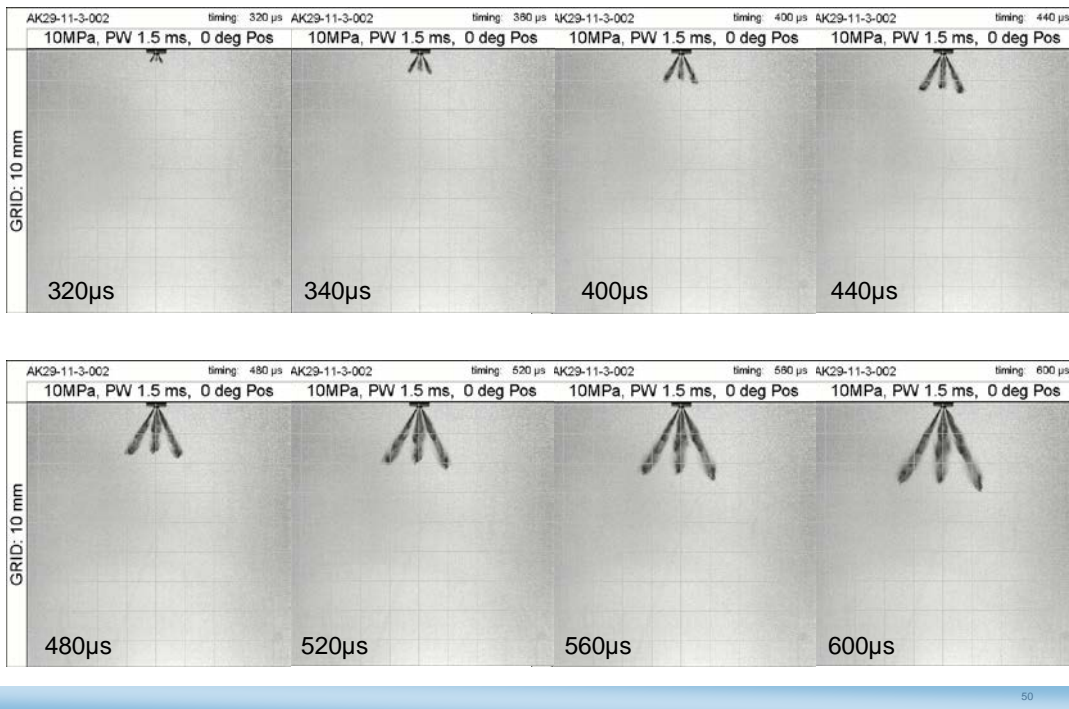 AK29-11-3-002 timing: 320 µs AK29-11-3-002 timing: 360 µs AK29-11-3-002 timing: 400 µs AK29-11-3-002 timing: 440 µs
10MPa, PW 1.5 ms, 0 deg Pos 10MPa, PW 1.5 ms, 0 deg Pos 10MPa, PW 1.5 ms, 0 deg Pos 10MPa, PW 1.5 ms, 0 deg Pos
GRID: 10 mm
320µs 340µs 400µs 440µs
AK29-11-3-002 timing: 480 µs AK29-11-3-002 timing: 520 µs AK29-11-3-002 timing: 560 µs AK29-11-3-002 timing: 600 µs
10MPa, PW 1.5 ms, 0 deg Pos 10MPa, PW 1.5 ms, 0 deg Pos 10MPa, PW 1.5 ms, 0 deg Pos 10MPa, PW 1.5 ms, 0 deg Pos
GRID: 10 mm
480µs 520µs 560µs 600µs
50